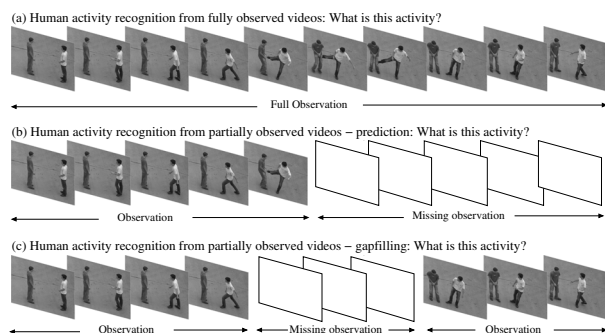 (a) Human activity recognition from fully observed videos: What is this activity?
Full Observation
(b) Human activity recognition from partially observed videos − prediction: What is this activity?
Observation Missing observation
(c) Human activity recognition from partially observed videos − gapfilling: What is this activity?
Observation Missing observation Observation